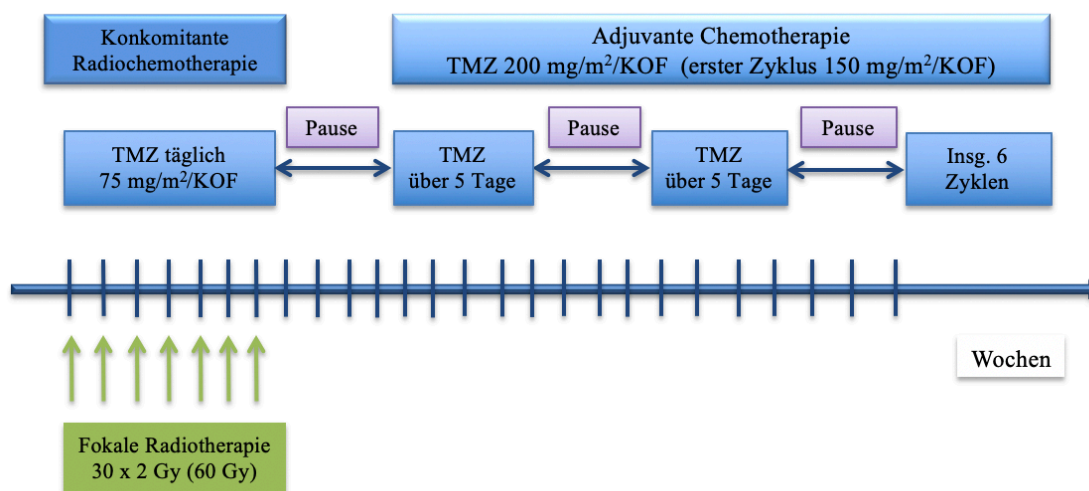 Konkomitante
Radiochemotherapie
Adjuvante Chemotherapie
TMZ 200 mg/m²/KOF (erster Zyklus 150 mg/m²/KOF)
Pause
Pause
Pause
TMZ täglich
75 mg/m²/KOF
TMZ
über 5 Tage
TMZ
über 5 Tage
Insg. 6
Zyklen
Wochen
Fokale Radiotherapie
30 x 2 Gy (60 Gy)